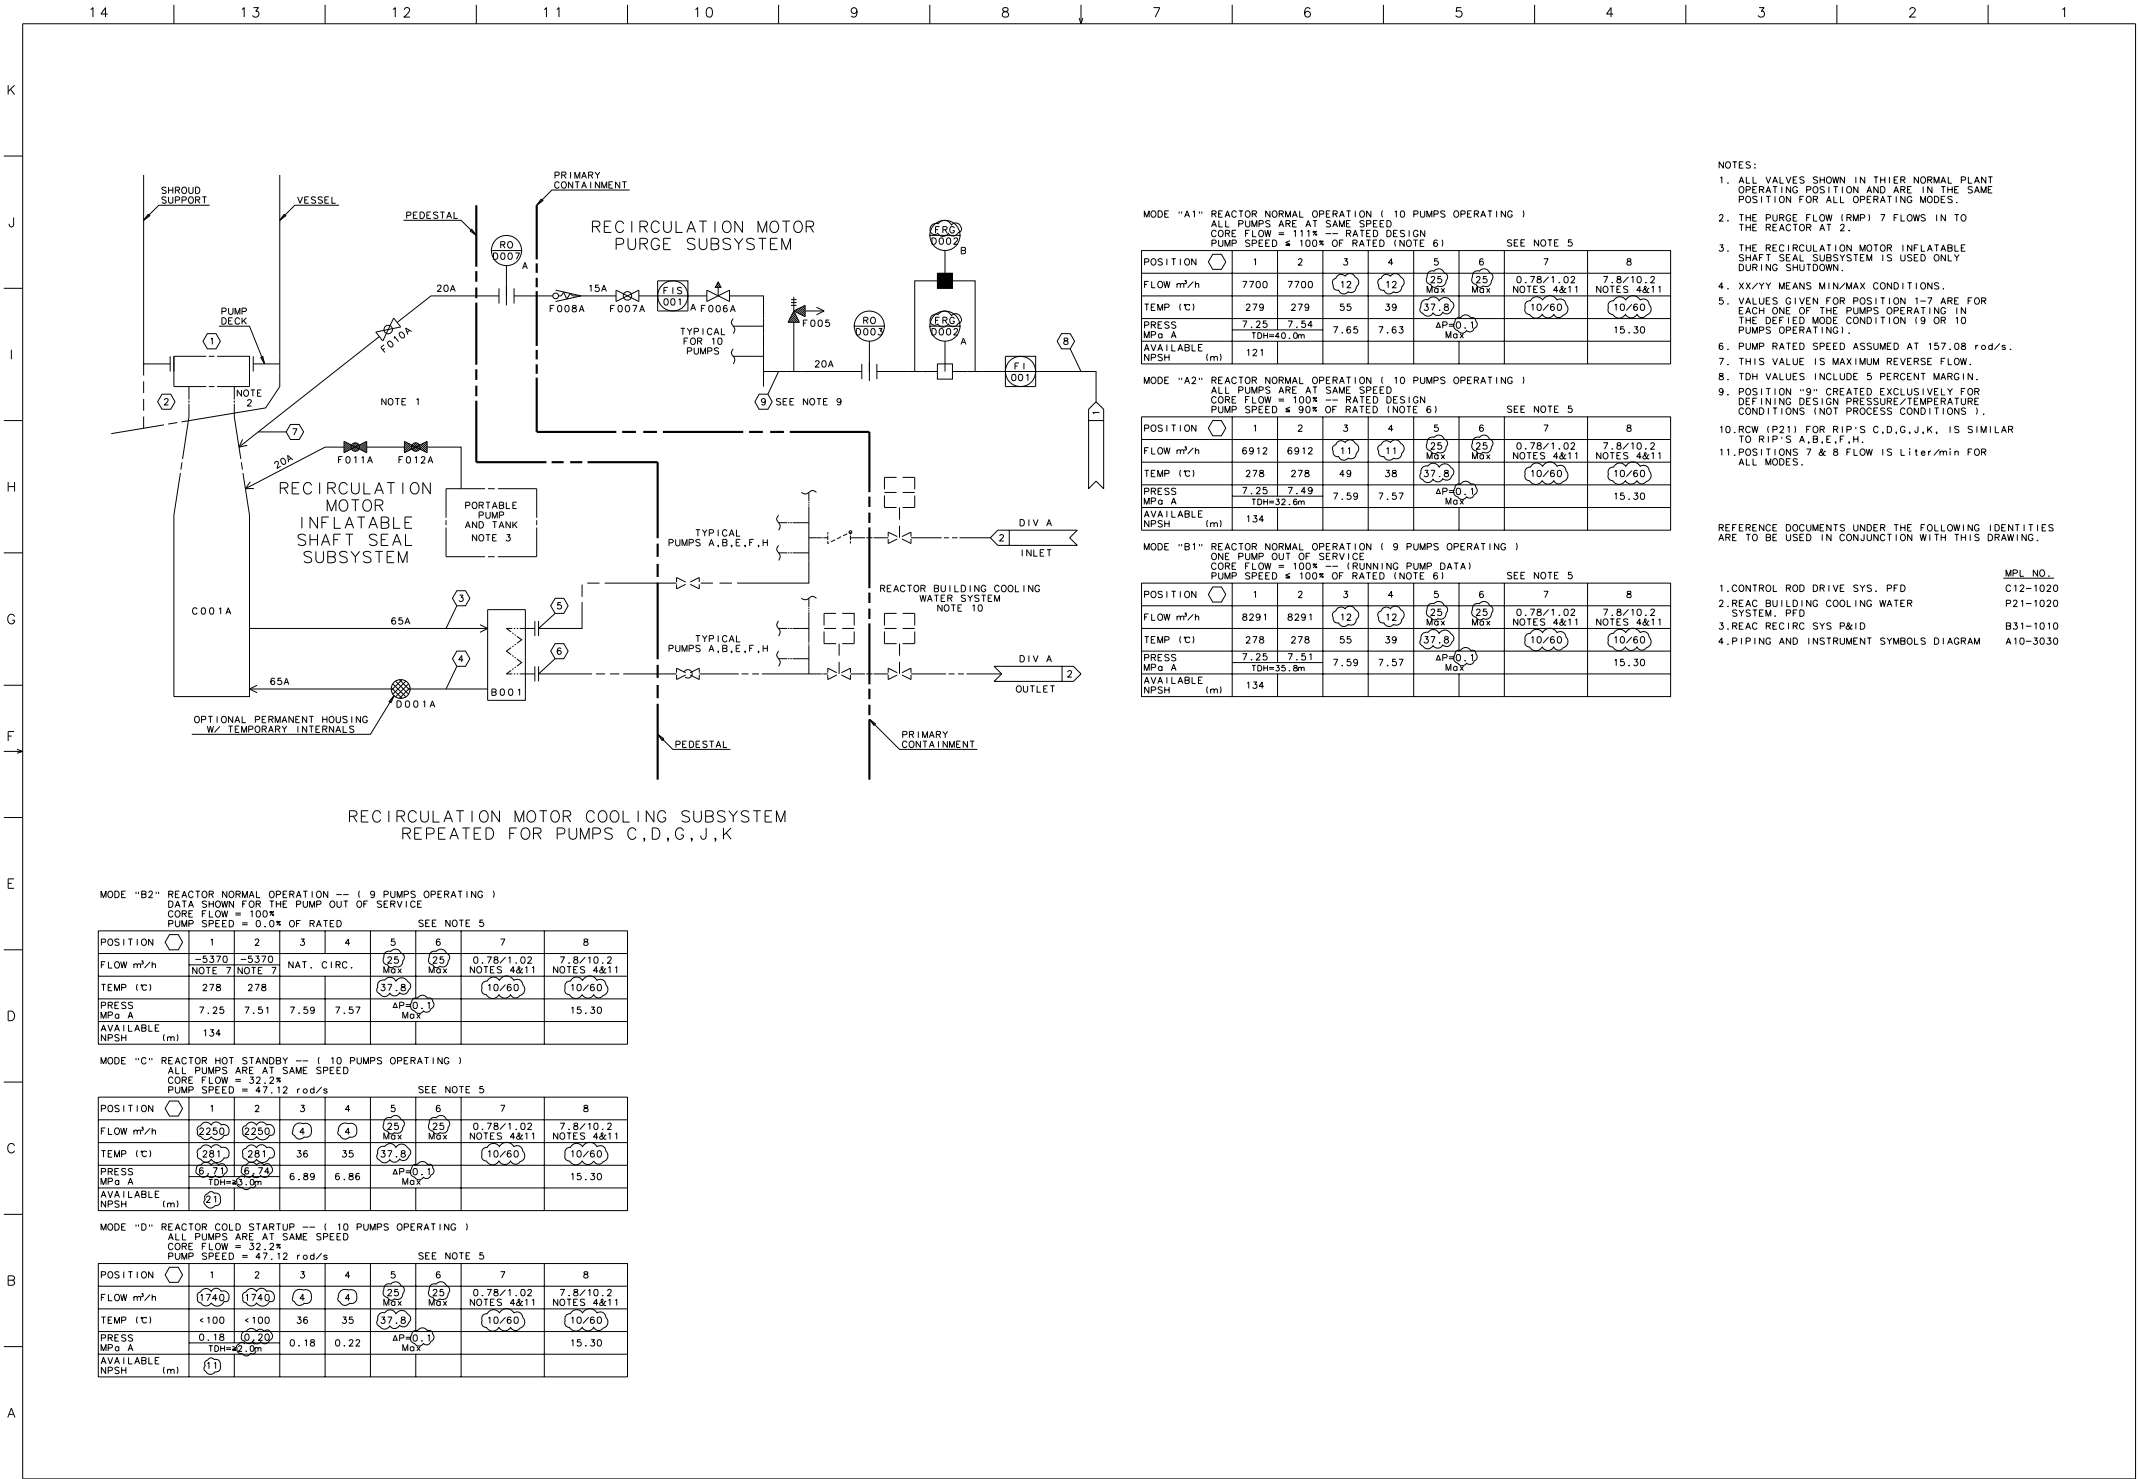 14 13 12 11 10 9 8 7 6 5 4 3 2 1
K
J
I
H
G
F
E
D
C
B
A
SHROUD
SUPPORT
VESSEL
PEDESTAL
PRIMARY
CONTAINMENT
RECIRCULATION MOTOR
PURGE SUBSYSTEM
RO
D007
A
20A
15A
F008A
F007A
FIS
001
A
F006A
TYPICAL
FOR 10
PUMPS
F005
RO
D003
FRG
D002
B
FRG
D002
A
FI
001
8
1
20A
9 SEE NOTE 9
PUMP
DECK
1
2
NOTE
2
F010A
NOTE 1
7
20A
F011A
F012A
RECIRCULATION
MOTOR
INFLATABLE
SHAFT SEAL
SUBSYSTEM
PORTABLE
PUMP
AND TANK
NOTE 3
TYPICAL
PUMPS A,B,E,F,H
DIV A
2
INLET
REACTOR BUILDING COOLING
WATER SYSTEM
NOTE 10
C001A
65A
3
5
TYPICAL
PUMPS A,B,E,F,H
6
4
65A
B001
D001A
DIV A
2
OUTLET
OPTIONAL PERMANENT HOUSING
W/ TEMPORARY INTERNALS
PEDESTAL
PRIMARY
CONTAINMENT
RECIRCULATION MOTOR COOLING SUBSYSTEM
REPEATED FOR PUMPS C,D,G,J,K
MODE "A1" REACTOR NORMAL OPERATION ( 10 PUMPS OPERATING )
ALL PUMPS ARE AT SAME SPEED
CORE FLOW = 111% -- RATED DESIGN
PUMP SPEED ≤ 100% OF RATED (NOTE 6) SEE NOTE 5
POSITION 1 2 3 4 5 6 7 8
FLOW m³/h 7700 7700 12 12 25 Max 25 Max 0.78/1.02 NOTES 4&11 7.8/10.2 NOTES 4&11
TEMP (℃) 279 279 55 39 37.8 10/60 10/60
PRESS MPa A 7.25 7.54 TDH=40.0m 7.65 7.63 ΔP=0.1 Max 15.30
AVAILABLE NPSH (m) 121
MODE "A2" REACTOR NORMAL OPERATION ( 10 PUMPS OPERATING )
ALL PUMPS ARE AT SAME SPEED
CORE FLOW = 100% -- RATED DESIGN
PUMP SPEED ≤ 90% OF RATED (NOTE 6) SEE NOTE 5
POSITION 1 2 3 4 5 6 7 8
FLOW m³/h 6912 6912 11 11 25 Max 25 Max 0.78/1.02 NOTES 4&11 7.8/10.2 NOTES 4&11
TEMP (℃) 278 278 49 38 37.8 10/60 10/60
PRESS MPa A 7.25 7.49 TDH=32.6m 7.59 7.57 ΔP=0.1 Max 15.30
AVAILABLE NPSH (m) 134
MODE "B1" REACTOR NORMAL OPERATION ( 9 PUMPS OPERATING )
ONE PUMP OUT OF SERVICE
CORE FLOW = 100% -- (RUNNING PUMP DATA)
PUMP SPEED ≤ 100% OF RATED (NOTE 6) SEE NOTE 5
POSITION 1 2 3 4 5 6 7 8
FLOW m³/h 8291 8291 12 12 25 Max 25 Max 0.78/1.02 NOTES 4&11 7.8/10.2 NOTES 4&11
TEMP (℃) 278 278 55 39 37.8 10/60 10/60
PRESS MPa A 7.25 7.51 TDH=35.8m 7.59 7.57 ΔP=0.1 Max 15.30
AVAILABLE NPSH (m) 134
NOTES:
1. ALL VALVES SHOWN IN THIER NORMAL PLANT
OPERATING POSITION AND ARE IN THE SAME
POSITION FOR ALL OPERATING MODES.
2. THE PURGE FLOW (RMP) 7 FLOWS IN TO
THE REACTOR AT 2.
3. THE RECIRCULATION MOTOR INFLATABLE
SHAFT SEAL SUBSYSTEM IS USED ONLY
DURING SHUTDOWN.
4. XX/YY MEANS MIN/MAX CONDITIONS.
5. VALUES GIVEN FOR POSITION 1-7 ARE FOR
EACH ONE OF THE PUMPS OPERATING IN
THE DEFIED MODE CONDITION (9 OR 10
PUMPS OPERATING).
6. PUMP RATED SPEED ASSUMED AT 157.08 rad/s.
7. THIS VALUE IS MAXIMUM REVERSE FLOW.
8. TDH VALUES INCLUDE 5 PERCENT MARGIN.
9. POSITION "9" CREATED EXCLUSIVELY FOR
DEFINING DESIGN PRESSURE/TEMPERATURE
CONDITIONS (NOT PROCESS CONDITIONS ).
10.RCW (P21) FOR RIP'S C,D,G,J,K, IS SIMILAR
TO RIP'S A,B,E,F,H.
11.POSITIONS 7 & 8 FLOW IS Liter/min FOR
ALL MODES.
REFERENCE DOCUMENTS UNDER THE FOLLOWING IDENTITIES
ARE TO BE USED IN CONJUNCTION WITH THIS DRAWING.
MPL NO.
1.CONTROL ROD DRIVE SYS. PFD C12-1020
2.REAC BUILDING COOLING WATER P21-1020
SYSTEM. PFD
3.REAC RECIRC SYS P&ID B31-1010
4.PIPING AND INSTRUMENT SYMBOLS DIAGRAM A10-3030
MODE "B2" REACTOR NORMAL OPERATION -- ( 9 PUMPS OPERATING )
DATA SHOWN FOR THE PUMP OUT OF SERVICE
CORE FLOW = 100%
PUMP SPEED = 0.0% OF RATED SEE NOTE 5
POSITION 1 2 3 4 5 6 7 8
FLOW m³/h -5370 NOTE 7 -5370 NOTE 7 NAT. CIRC. 25 Max 25 Max 0.78/1.02 NOTES 4&11 7.8/10.2 NOTES 4&11
TEMP (℃) 278 278 37.8 10/60 10/60
PRESS MPa A 7.25 7.51 7.59 7.57 ΔP=0.1 Max 15.30
AVAILABLE NPSH (m) 134
MODE "C" REACTOR HOT STANDBY -- ( 10 PUMPS OPERATING )
ALL PUMPS ARE AT SAME SPEED
CORE FLOW = 32.2%
PUMP SPEED = 47.12 rad/s SEE NOTE 5
POSITION 1 2 3 4 5 6 7 8
FLOW m³/h 2250 2250 4 4 25 Max 25 Max 0.78/1.02 NOTES 4&11 7.8/10.2 NOTES 4&11
TEMP (℃) 281 281 36 35 37.8 10/60 10/60
PRESS MPa A 6.71 6.74 TDH=≥3.0m 6.89 6.86 ΔP=0.1 Max 15.30
AVAILABLE NPSH (m) 21
MODE "D" REACTOR COLD STARTUP -- ( 10 PUMPS OPERATING )
ALL PUMPS ARE AT SAME SPEED
CORE FLOW = 32.2%
PUMP SPEED = 47.12 rad/s SEE NOTE 5
POSITION 1 2 3 4 5 6 7 8
FLOW m³/h 1740 1740 4 4 25 Max 25 Max 0.78/1.02 NOTES 4&11 7.8/10.2 NOTES 4&11
TEMP (℃) <100 <100 36 35 37.8 10/60 10/60
PRESS MPa A 0.18 0.20 TDH=≥2.0m 0.18 0.22 ΔP=0.1 Max 15.30
AVAILABLE NPSH (m) 11